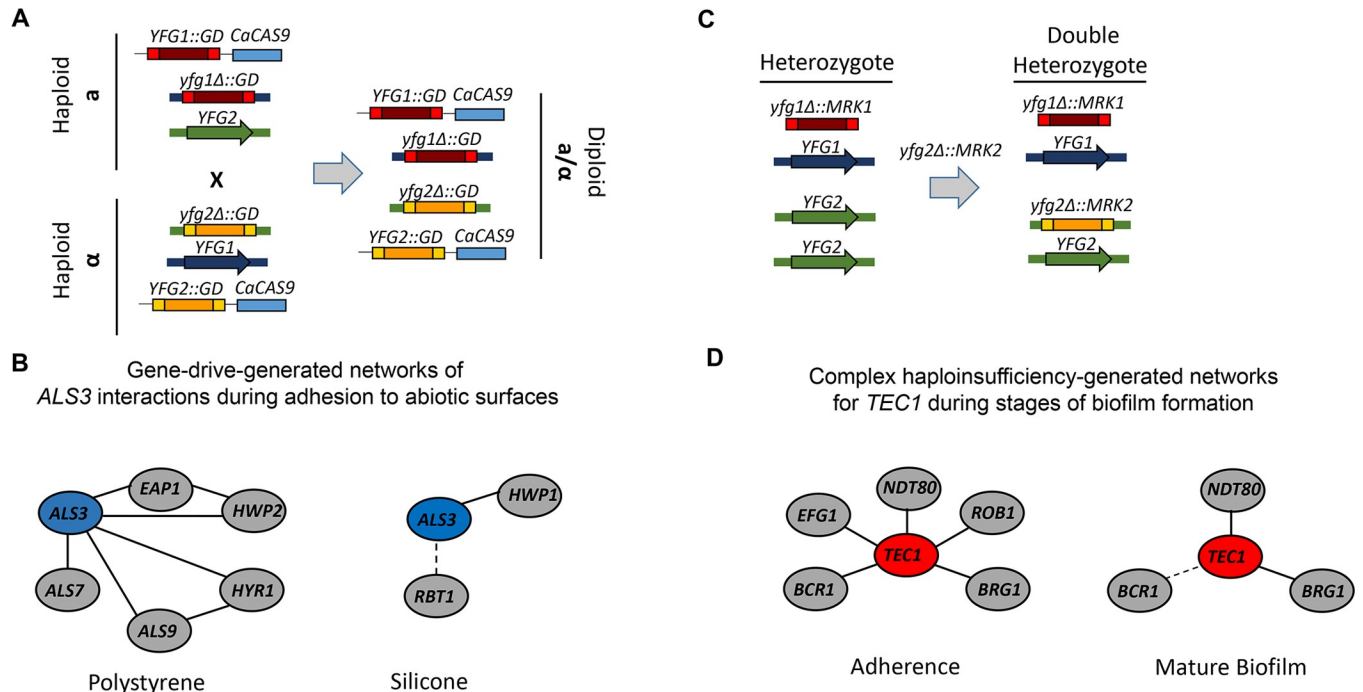 A
Haploid
a
YFG1::GD CaCAS9
yfg1Δ::GD
YFG2
X
Haploid
α
yfg2Δ::GD
YFG1
YFG2::GD CaCAS9
YFG1::GD CaCAS9
yfg1Δ::GD
yfg2Δ::GD
YFG2::GD CaCAS9
Diploid
a/α
B
Gene-drive-generated networks of
ALS3 interactions during adhesion to abiotic surfaces
ALS3
EAP1
HWP2
ALS7
HYR1
ALS9
Polystyrene
ALS3
HWP1
RBT1
Silicone
C
Heterozygote
yfg1Δ::MRK1
YFG1
YFG2
YFG2
yfg2Δ::MRK2
Double
Heterozygote
yfg1Δ::MRK1
YFG1
yfg2Δ::MRK2
YFG2
D
Complex haploinsufficiency-generated networks
for TEC1 during stages of biofilm formation
NDT80
EFG1
ROB1
TEC1
BCR1
BRG1
Adherence
NDT80
TEC1
BCR1
BRG1
Mature Biofilm